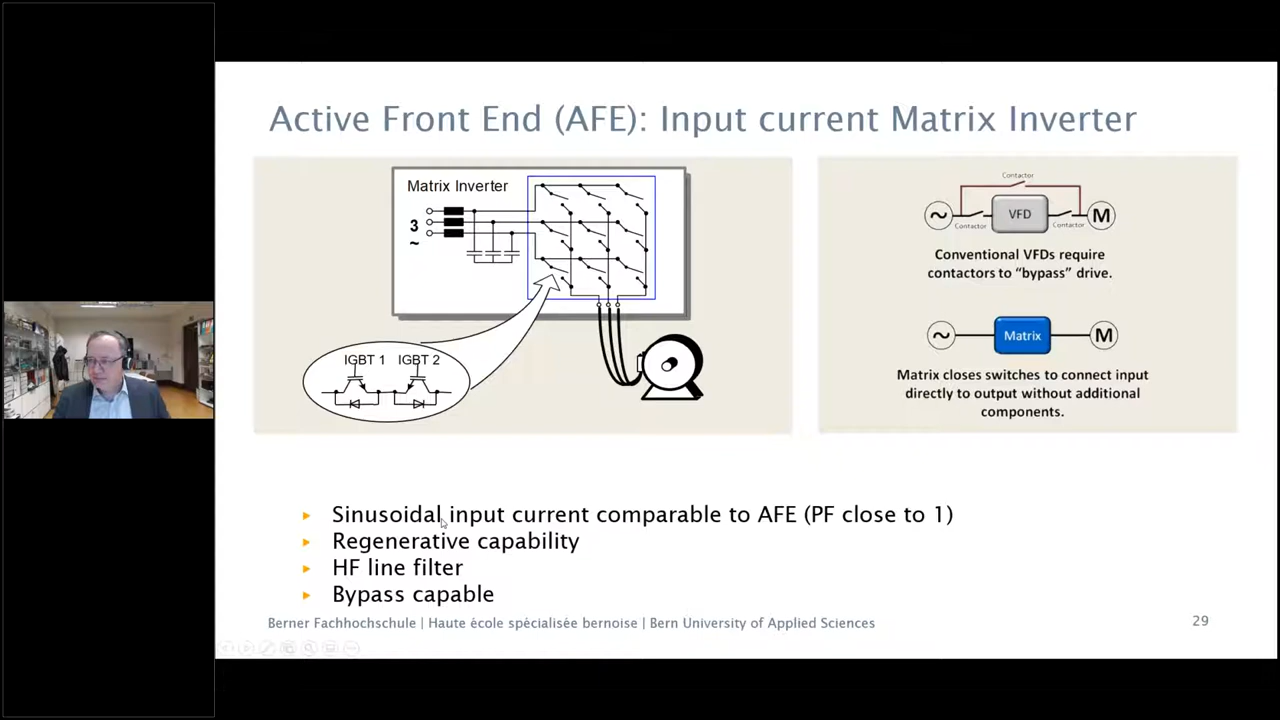 Active Front End (AFE): Input current Matrix Inverter
Matrix Inverter
3
~
IGBT 1 IGBT 2
Contactor
~ VFD M
Contactor Contactor
Conventional VFDs require
contactors to “bypass” drive.
~ Matrix M
Matrix closes switches to connect input
directly to output without additional
components.
Sinusoidal input current comparable to AFE (PF close to 1)
Regenerative capability
HF line filter
Bypass capable
Berner Fachhochschule | Haute école spécialisée bernoise | Bern University of Applied Sciences
29